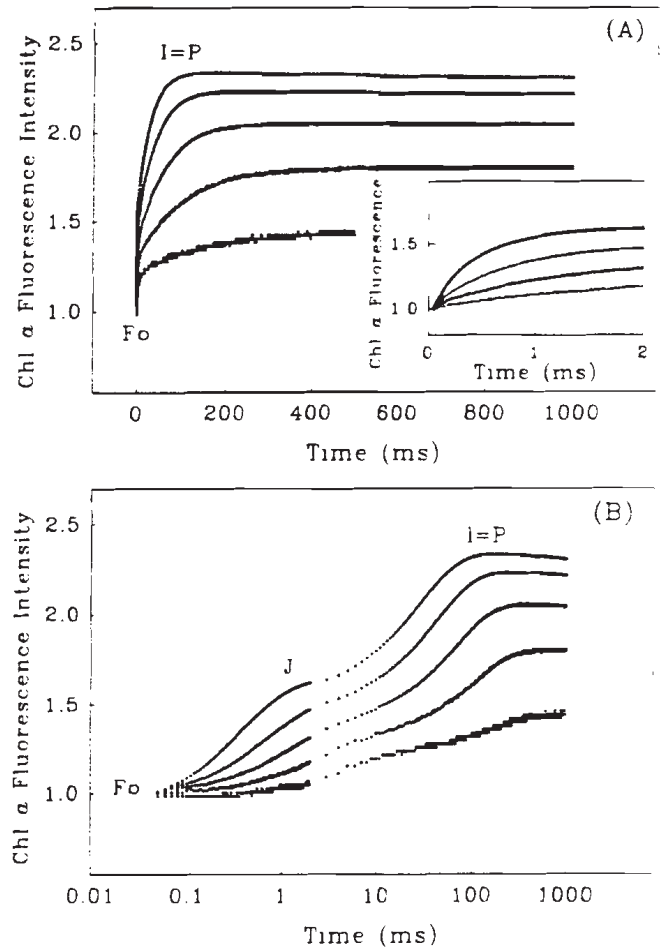 (A)
I=P
2.5
2.0
1.5
1.0
Chl a Fluorescence Intensity
Fo
0 200 400 600 800 1000
Time (ms)
Chl a Fluorescence
1.5
1 0
0 1 2
Time (ms)
(B)
I=P
2.5
2.0
1.5
1.0
Chl a Fluorescence Intensity
J
Fo
0.01 0.1 1 10 100 1000
Time (ms)